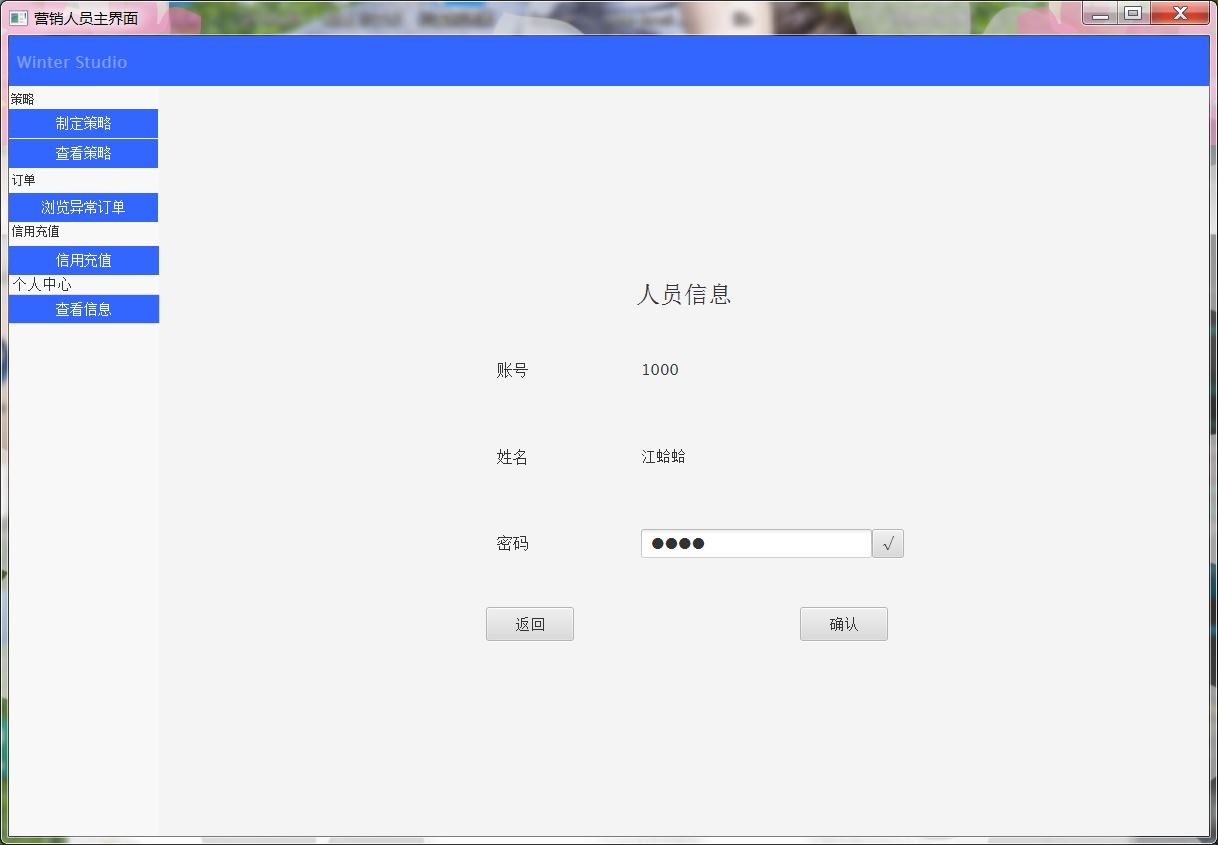 营销人员主界面
Winter Studio
策略
制定策略
查看策略
订单
浏览异常订单
信用充值
信用充值
个人中心
查看信息
人员信息
账号 1000
姓名 江蛤蛤
密码 ●●●● √
返回 确认